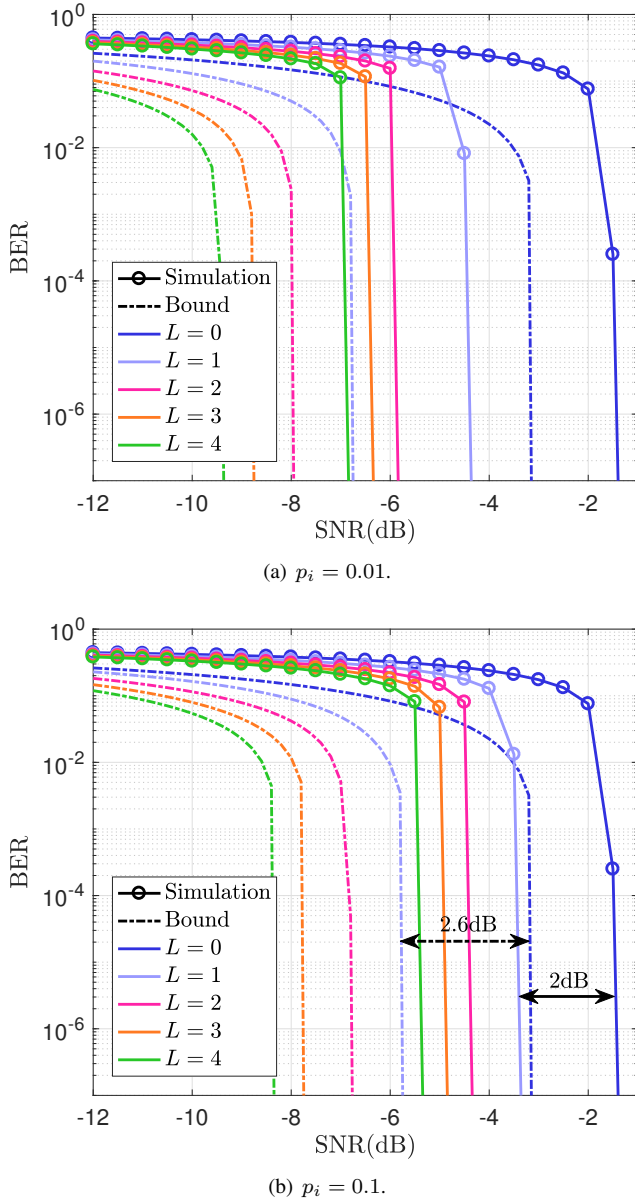 10^0
10^-2
10^-4
10^-6
BER
Simulation
Bound
L = 0
L = 1
L = 2
L = 3
L = 4
-12 -10 -8 -6 -4 -2
SNR(dB)
(a) p_i = 0.01.
10^0
10^-2
10^-4
10^-6
BER
2.6dB
2dB
Simulation
Bound
L = 0
L = 1
L = 2
L = 3
L = 4
-12 -10 -8 -6 -4 -2
SNR(dB)
(b) p_i = 0.1.